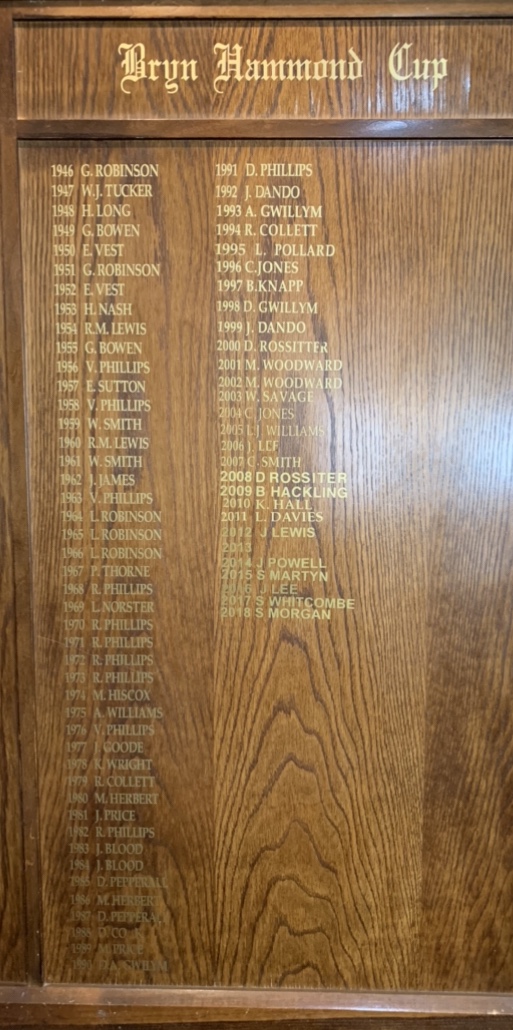 Bryn Hammond Cup
1946 G. ROBINSON
1947 W.J. TUCKER
1948 H. LONG
1949 G. BOWEN
1950 E. VEST
1951 G. ROBINSON
1952 E. VEST
1953 H. NASH
1954 R.M. LEWIS
1955 G. BOWEN
1956 V. PHILLIPS
1957 E. SUTTON
1958 V. PHILLIPS
1959 W. SMITH
1960 R.M. LEWIS
1961 W. SMITH
1962 J. JAMES
1963 V. PHILLIPS
1964 L. ROBINSON
1965 L. ROBINSON
1966 L. ROBINSON
1967 P. THORNE
1968 R. PHILLIPS
1969 L. NORSTER
1970 R. PHILLIPS
1971 R. PHILLIPS
1972 R. PHILLIPS
1973 R. PHILLIPS
1974 M. HISCOX
1975 A. WILLIAMS
1976 V. PHILLIPS
1977 J. GOODE
1978 K. WRIGHT
1979 R. COLLETT
1980 M. HERBERT
1981 J. PRICE
1982 R. PHILLIPS
1983 J. BLOOD
1984 J. BLOOD
1985 D. PEPPERALL
1986 M. HERBERT
1987 D. PEPPERALL
1988
1989 M. PRICE
1990 D.A. GWILYM
1991 D. PHILLIPS
1992 J. DANDO
1993 A. GWILLYM
1994 R. COLLETT
1995 L. POLLARD
1996 C. JONES
1997 B. KNAPP
1998 D. GWILLYM
1999 J. DANDO
2000 D. ROSSITTER
2001 M. WOODWARD
2002 M. WOODWARD
2003 W. SAVAGE
2004 C. JONES
2005 L.J. WILLIAMS
2006 J. LEE
2007 C. SMITH
2008 D ROSSITER
2009 B HACKLING
2010 K. HALL
2011 L. DAVIES
2012 J LEWIS
2013
2014 J POWELL
2015 S MARTYN
2016 J LEE
2017 S WHITCOMBE
2018 S MORGAN